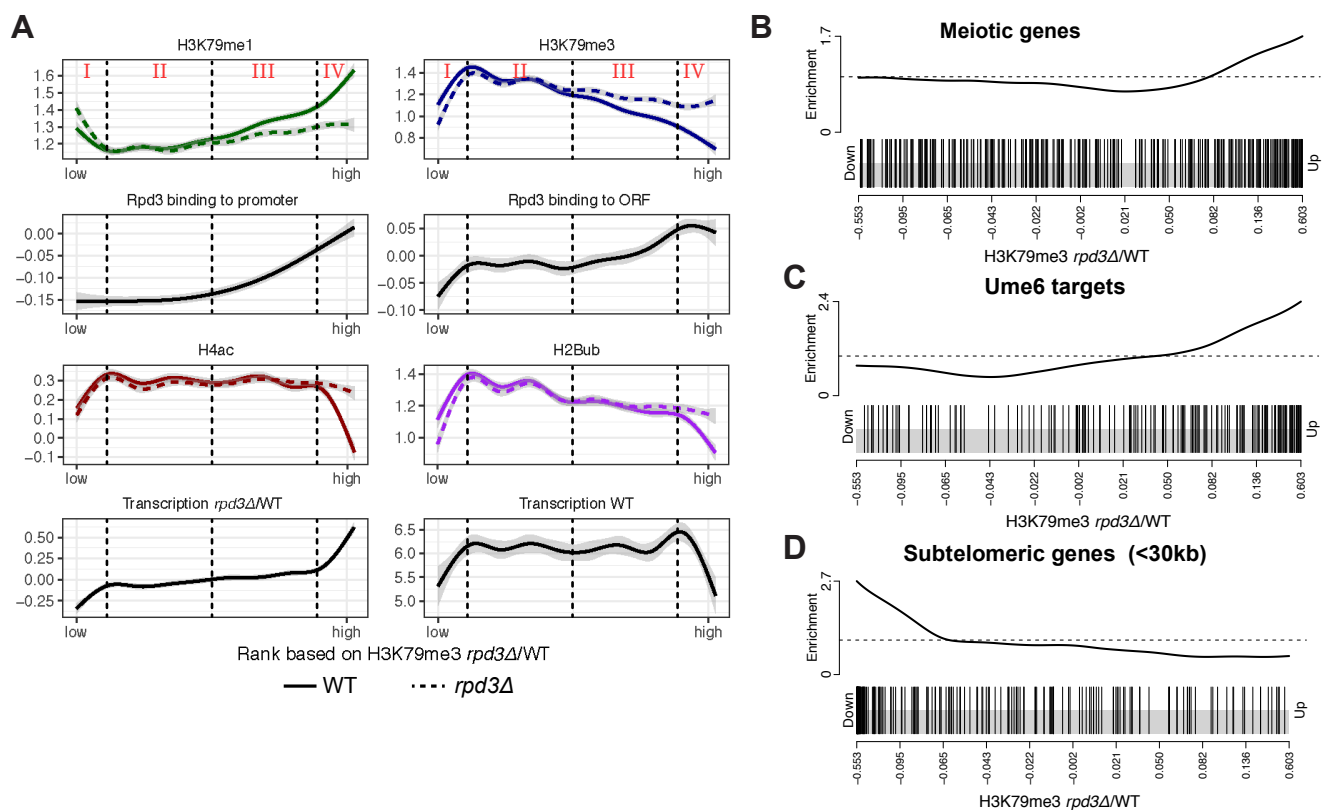 A
H3K79me1
I II III IV
1.6
1.5
1.4
1.3
1.2
low high
H3K79me3
I II III IV
1.4
1.2
1.0
0.8
low high
Rpd3 binding to promoter
0.00
−0.05
−0.10
−0.15
low high
Rpd3 binding to ORF
0.05
0.00
−0.05
−0.10
low high
H4ac
0.3
0.2
0.1
0.0
−0.1
low high
H2Bub
1.4
1.2
1.0
low high
Transcription rpd3Δ/WT
0.50
0.25
0.00
−0.25
low high
Transcription WT
6.5
6.0
5.5
5.0
low high
Rank based on H3K79me3 rpd3Δ/WT
WT rpd3Δ
B
Meiotic genes
Enrichment
0 1.7
Down
Up
−0.553 −0.095 −0.065 −0.043 −0.022 −0.002 0.021 0.050 0.082 0.136 0.603
H3K79me3 rpd3Δ/WT
C
Ume6 targets
Enrichment
0 2.4
Down
Up
−0.553 −0.095 −0.065 −0.043 −0.022 −0.002 0.021 0.050 0.082 0.136 0.603
H3K79me3 rpd3Δ/WT
D
Subtelomeric genes (<30kb)
Enrichment
0 2.7
Down
Up
−0.553 −0.095 −0.065 −0.043 −0.022 −0.002 0.021 0.050 0.082 0.136 0.603
H3K79me3 rpd3Δ/WT